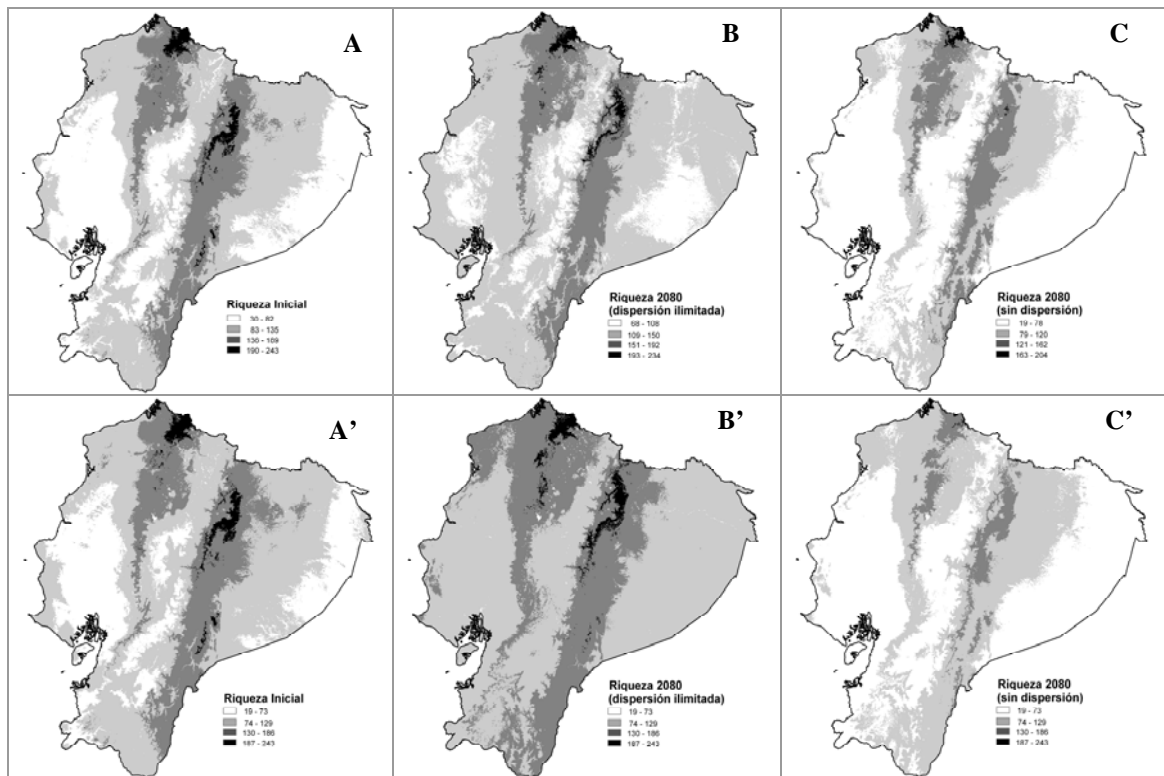 A
Riqueza Inicial
30 - 82
83 - 135
136 - 189
190 - 243
B
Riqueza 2080
(dispersión ilimitada)
68 - 108
109 - 150
151 - 192
193 - 234
C
Riqueza 2080
(sin dispersión)
19 - 78
79 - 120
121 - 162
163 - 204
A’
Riqueza Inicial
19 - 73
74 - 129
130 - 186
187 - 243
B’
Riqueza 2080
(dispersión ilimitada)
19 - 73
74 - 129
130 - 186
187 - 243
C’
Riqueza 2080
(sin dispersión)
19 - 73
74 - 129
130 - 186
187 - 243